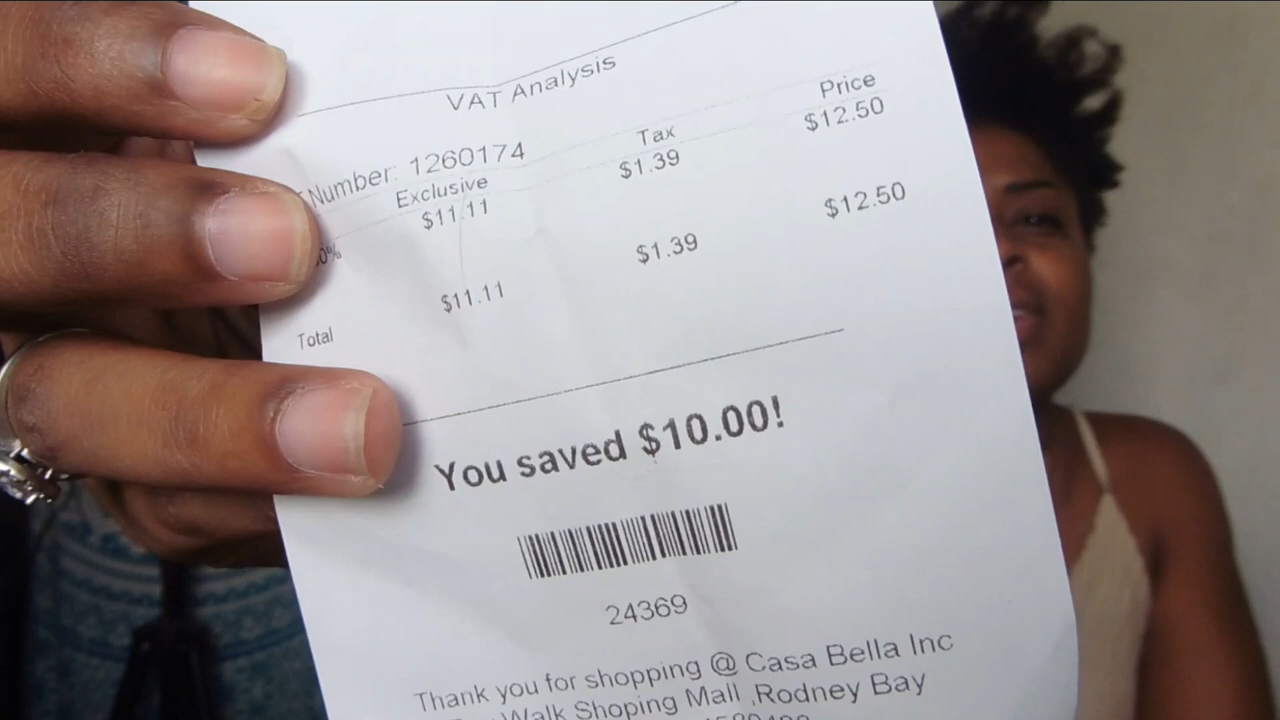 VAT Analysis
Number: 1260174
Exclusive Tax Price
$11.11 $1.39 $12.50
Total $11.11 $1.39 $12.50
You saved $10.00!
24369
Thank you for shopping @ Casa Bella Inc
Walk Shoping Mall ,Rodney Bay